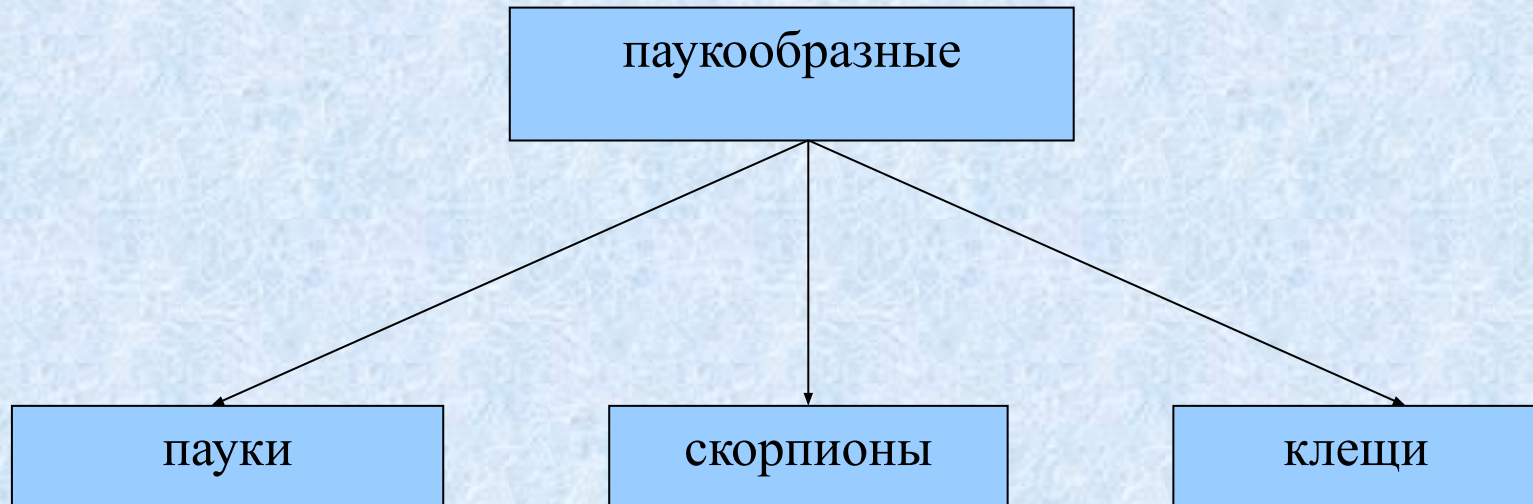 паукообразные
пауки
скорпионы
клещи